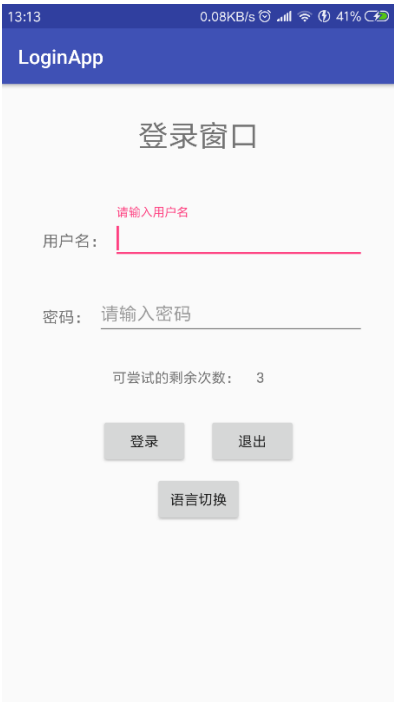 13:13 0.08KB/s 41%
LoginApp
登录窗口
请输入用户名
用户名：
密码： 请输入密码
可尝试的剩余次数： 3
登录 退出
语言切换